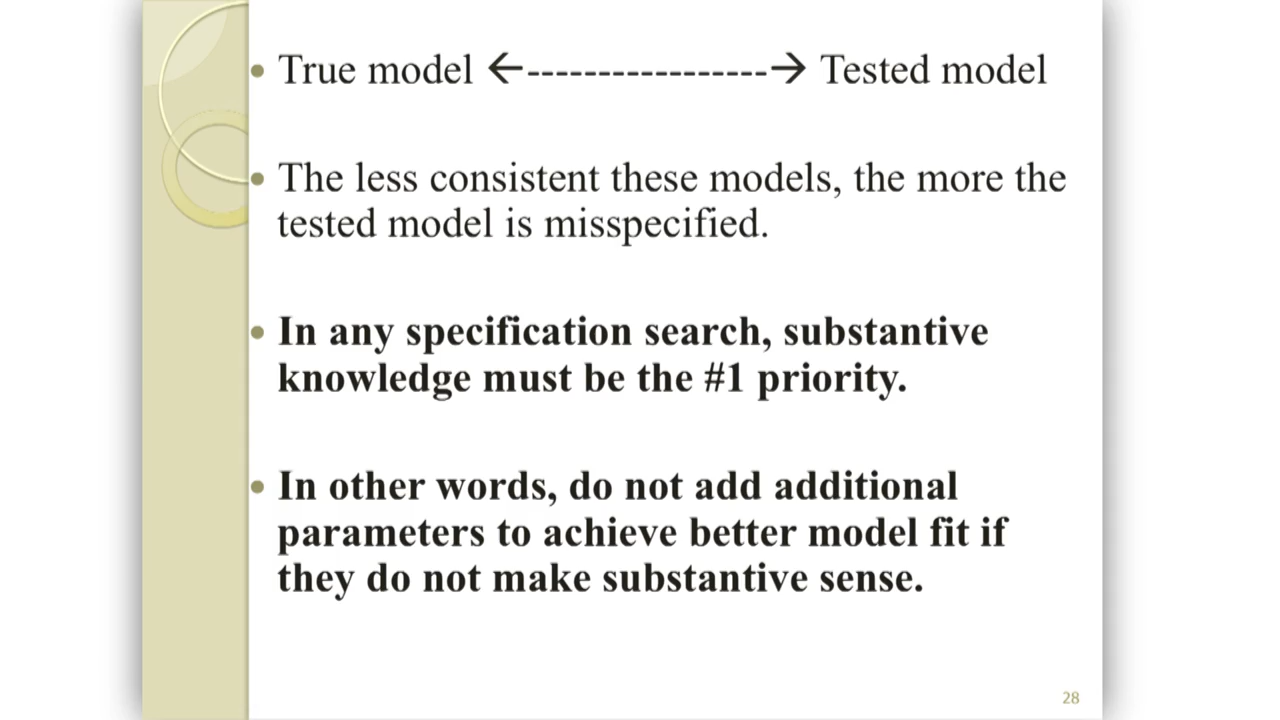 • True model ←-----------------→ Tested model
• The less consistent these models, the more the
tested model is misspecified.
• In any specification search, substantive
knowledge must be the #1 priority.
• In other words, do not add additional
parameters to achieve better model fit if
they do not make substantive sense.
28